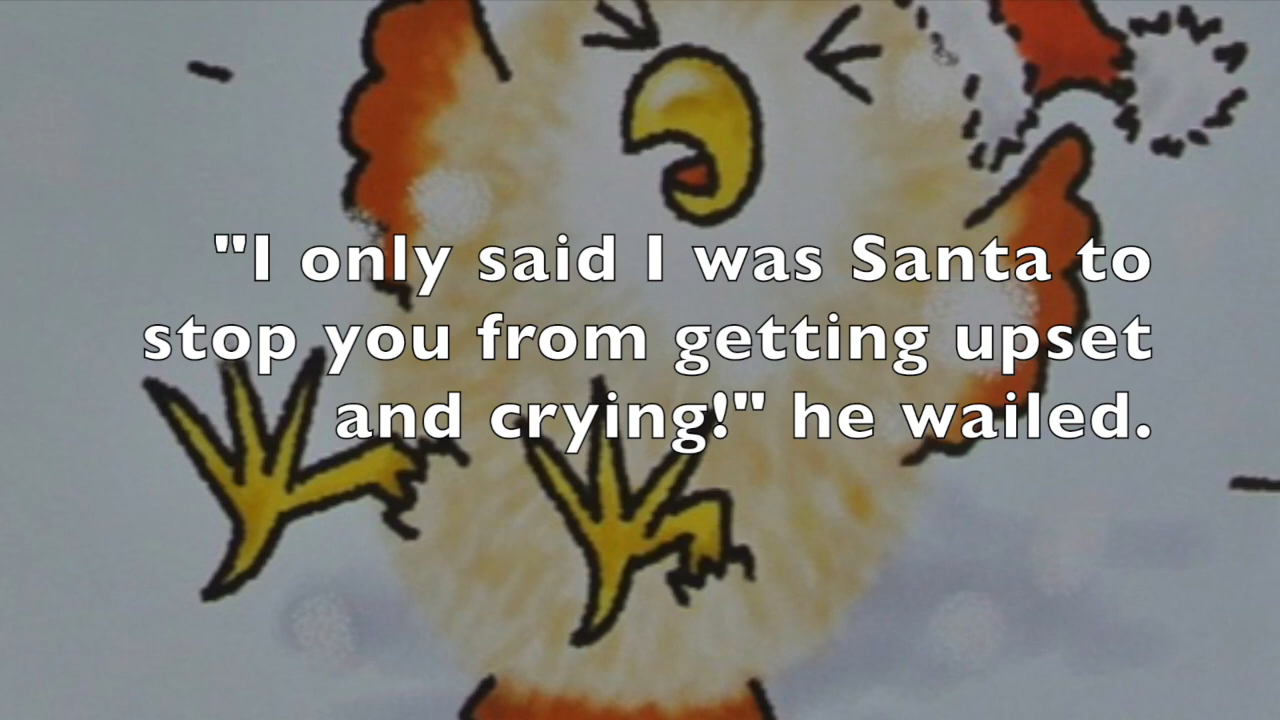 "I only said I was Santa to
stop you from getting upset
and crying!" he wailed.